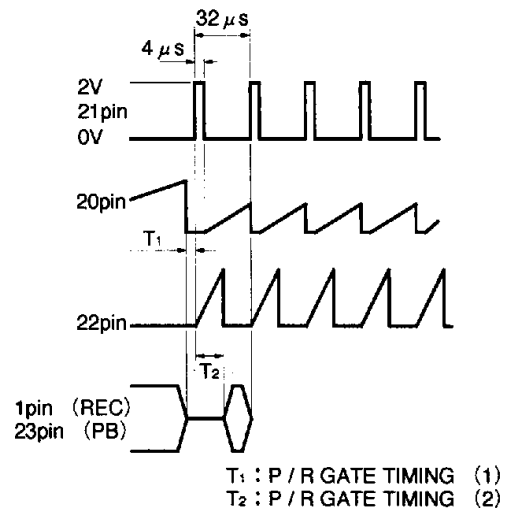 32 μs
4 μs
2V
21pin
0V
20pin
T₁
22pin
T₂
1pin (REC)
23pin (PB)
T₁ : P / R GATE TIMING (1)
T₂ : P / R GATE TIMING (2)